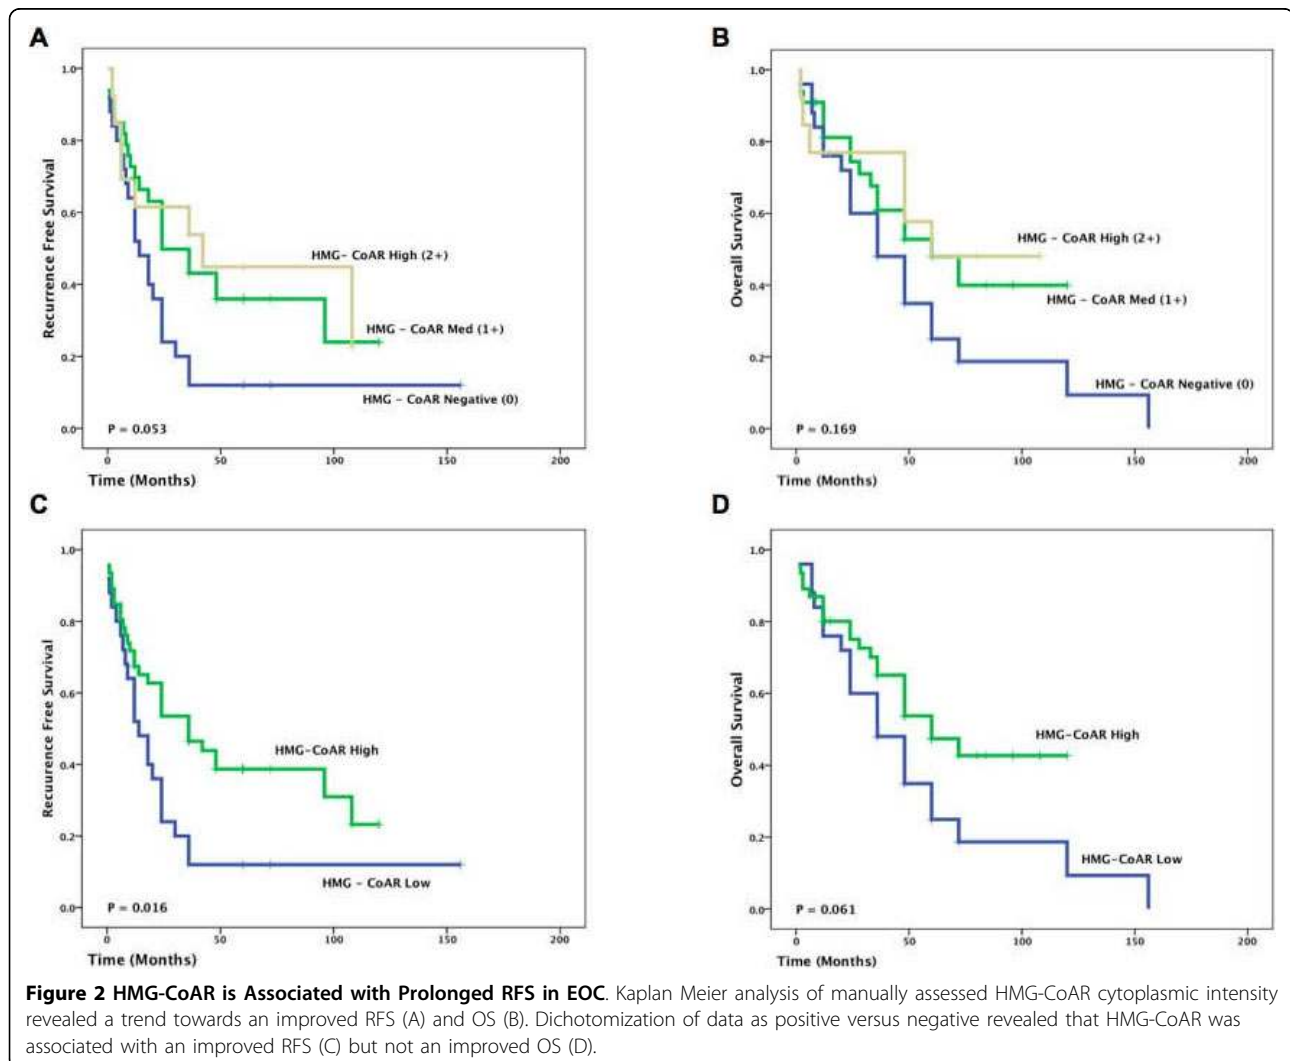 A
1.0
0.8
0.6
0.4
0.2
0.0
Recurrence Free Survival
HMG- CoAR High (2+)
HMG - CoAR Med (1+)
HMG - CoAR Negative (0)
P = 0.053
0 50 100 150 200
Time (Months)
B
1.0
0.8
0.6
0.4
0.2
0.0
Overall Survival
HMG - CoAR High (2+)
HMG - CoAR Med (1+)
HMG - CoAR Negative (0)
P = 0.169
0 50 100 150 200
Time (Months)
C
1.0
0.8
0.6
0.4
0.2
0.0
Recuurence Free Survival
HMG-CoAR High
HMG - CoAR Low
P = 0.016
0 50 100 150 200
Time (Months)
D
1.0
0.8
0.6
0.4
0.2
0.0
Overall Survival
HMG-CoAR High
HMG-CoAR Low
P = 0.061
0 50 100 150 200
Time (Months)
Figure 2 HMG-CoAR is Associated with Prolonged RFS in EOC. Kaplan Meier analysis of manually assessed HMG-CoAR cytoplasmic intensity
revealed a trend towards an improved RFS (A) and OS (B). Dichotomization of data as positive versus negative revealed that HMG-CoAR was
associated with an improved RFS (C) but not an improved OS (D).